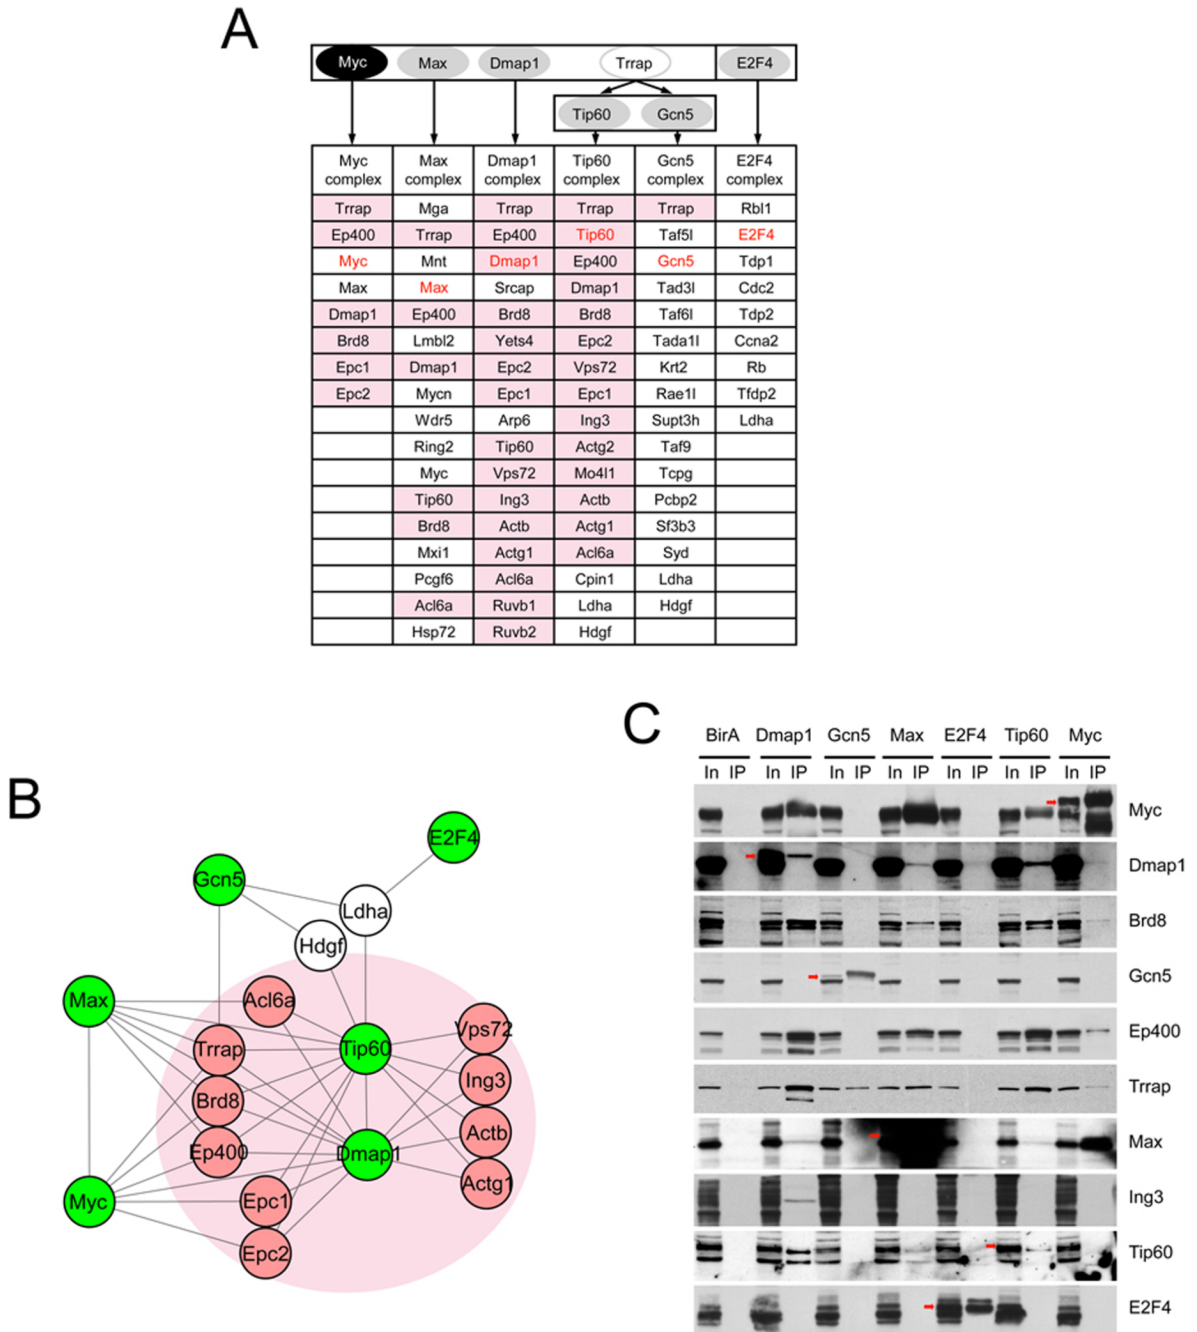 A
Myc Max Dmap1 Trrap E2F4
Tip60 Gcn5
Myc complex Max complex Dmap1 complex Tip60 complex Gcn5 complex E2F4 complex
Trrap Mga Trrap Trrap Trrap Rbl1
Ep400 Trrap Ep400 Tip60 Taf5l E2F4
Myc Mnt Dmap1 Ep400 Gcn5 Tdp1
Max Max Srcap Dmap1 Tad3l Cdc2
Dmap1 Ep400 Brd8 Brd8 Taf6l Tdp2
Brd8 Lmbl2 Yets4 Epc2 Tada1l Ccna2
Epc1 Dmap1 Epc2 Vps72 Krt2 Rb
Epc2 Mycn Epc1 Epc1 Rae1l Tfdp2
Wdr5 Arp6 Ing3 Supt3h Ldha
Ring2 Tip60 Actg2 Taf9
Myc Vps72 Mo4l1 Tcpg
Tip60 Ing3 Actb Pcbp2
Brd8 Actb Actg1 Sf3b3
Mxi1 Actg1 Acl6a Syd
Pcgf6 Acl6a Cpin1 Ldha
Acl6a Ruvb1 Ldha Hdgf
Hsp72 Ruvb2 Hdgf
B
E2F4
Gcn5
Ldha
Hdgf
Max
Acl6a
Vps72
Trrap
Tip60
Ing3
Brd8
Actb
Ep400
Dmap1
Actg1
Myc
Epc1
Epc2
C
BirA Dmap1 Gcn5 Max E2F4 Tip60 Myc
In IP In IP In IP In IP In IP In IP In IP
Myc
Dmap1
Brd8
Gcn5
Ep400
Trrap
Max
Ing3
Tip60
E2F4